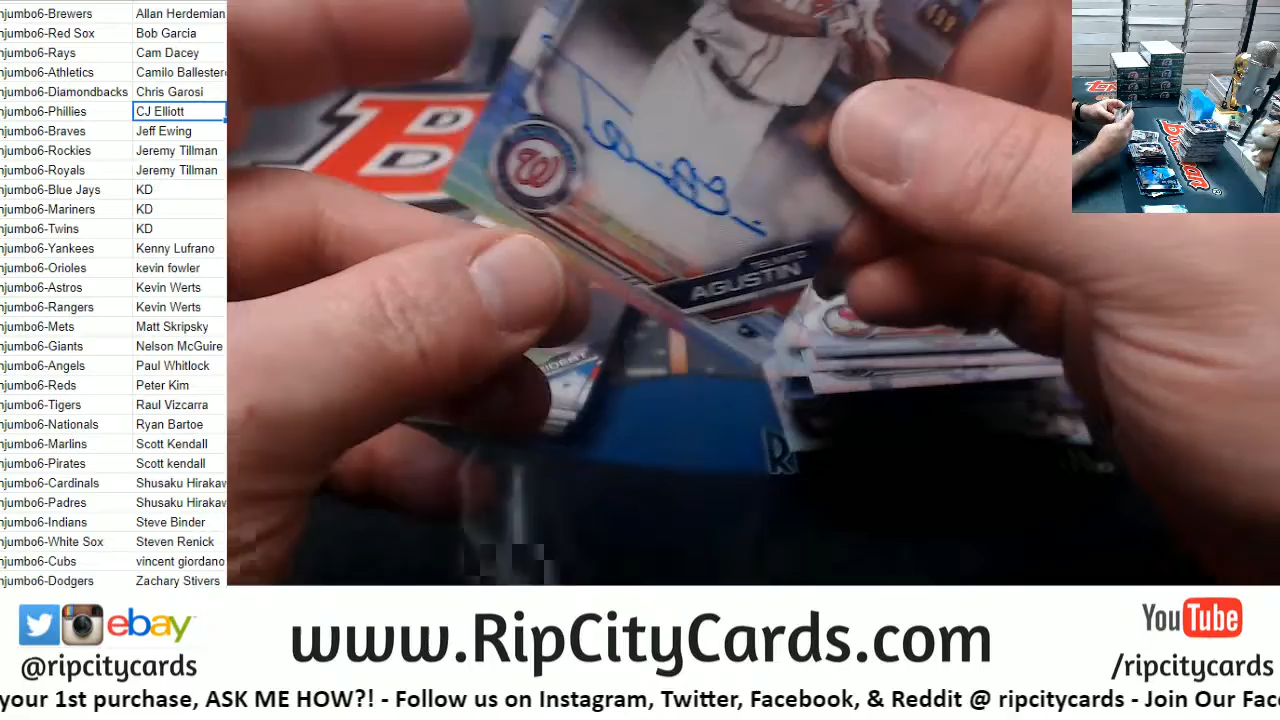 njumbo6-Brewers Allan Herdeman
njumbo6-Red Sox Bob Garcia
njumbo6-Rays Cam Dacey
njumbo6-Athletics Camilo Ballester
njumbo6-Diamondbacks Chris Garosi
njumbo6-Phillies CJ Elliott
njumbo6-Braves Jeff Ewing
njumbo6-Rockies Jeremy Tillman
njumbo6-Royals Jeremy Tillman
njumbo6-Blue Jays KD
njumbo6-Mariners KD
njumbo6-Twins KD
njumbo6-Yankees Kenny Lufrano
njumbo6-Orioles kevin fowler
njumbo6-Astros Kevin Werts
njumbo6-Rangers Kevin Werts
njumbo6-Mets Matt Skripsky
njumbo6-Giants Nelson McGuire
njumbo6-Angels Paul Whitlock
njumbo6-Reds Peter Kim
njumbo6-Tigers Raul Vizcarra
njumbo6-Nationals Ryan Bartoe
njumbo6-Marlins Scott Kendall
njumbo6-Pirates Scott kendall
njumbo6-Cardinals Shusaku Hirakaw
njumbo6-Padres Shusaku Hirakaw
njumbo6-Indians Steve Binder
njumbo6-White Sox Steven Renick
njumbo6-Cubs vincent giordano
njumbo6-Dodgers Zachary Stivers
W
TELMITO
AGUSTIN
Bowman
ebay
@ripcitycards
www.RipCityCards.com
YouTube
/ripcitycards
your 1st purchase, ASK ME HOW?! - Follow us on Instagram, Twitter, Facebook, & Reddit @ ripcitycards - Join Our Fac